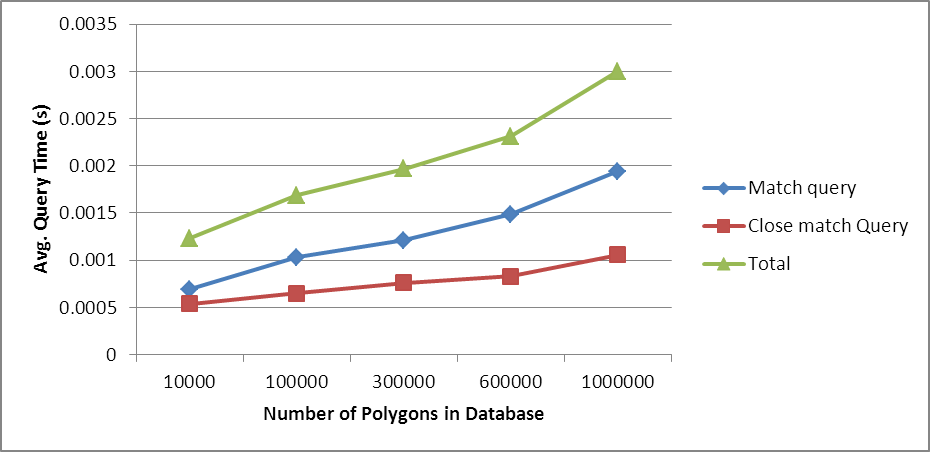 0.0035
0.003
0.0025
0.002
0.0015
0.001
0.0005
0
Avg. Query Time (s)
10000 100000 300000 600000 1000000
Number of Polygons in Database
Match query
Close match Query
Total